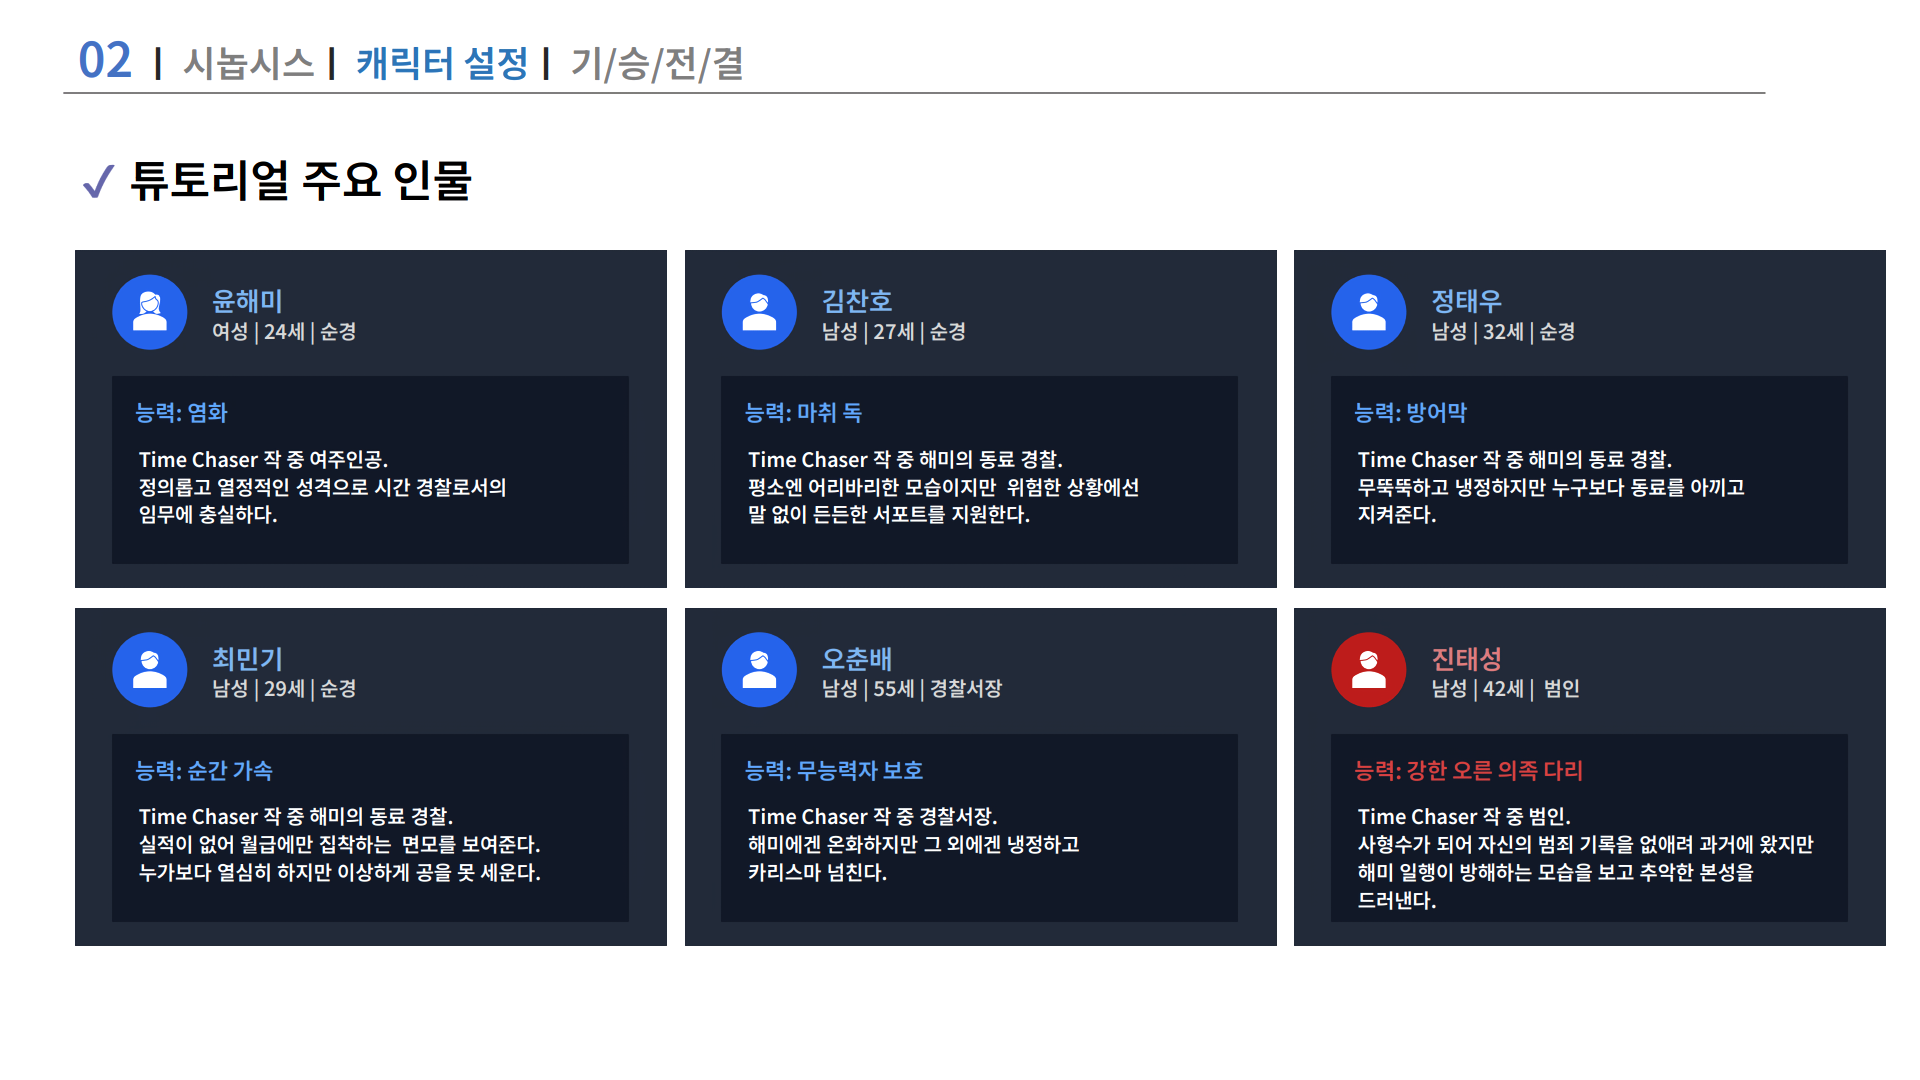 02 | 시놉시스 | 캐릭터 설정 | 기/승/전/결
튜토리얼 주요 인물
윤해미
여성 | 24세 | 순경
능력: 염화
Time Chaser 작 중 여주인공.
정의롭고 열정적인 성격으로 시간 경찰로서의
임무에 충실하다.
김찬호
남성 | 27세 | 순경
능력: 마취 독
Time Chaser 작 중 해미의 동료 경찰.
평소엔 어리바리한 모습이지만 위험한 상황에선
말 없이 든든한 서포트를 지원한다.
정태우
남성 | 32세 | 순경
능력: 방어막
Time Chaser 작 중 해미의 동료 경찰.
무뚝뚝하고 냉정하지만 누구보다 동료를 아끼고
지켜준다.
최민기
남성 | 29세 | 순경
능력: 순간 가속
Time Chaser 작 중 해미의 동료 경찰.
실적이 없어 월급에만 집착하는 면모를 보여준다.
누가보다 열심히 하지만 이상하게 공을 못 세운다.
오춘배
남성 | 55세 | 경찰서장
능력: 무능력자 보호
Time Chaser 작 중 경찰서장.
해미에겐 온화하지만 그 외에겐 냉정하고
카리스마 넘친다.
진태성
남성 | 42세 | 범인
능력: 강한 오른 의족 다리
Time Chaser 작 중 범인.
사형수가 되어 자신의 범죄 기록을 없애려 과거에 왔지만
해미 일행이 방해하는 모습을 보고 추악한 본성을
드러낸다.